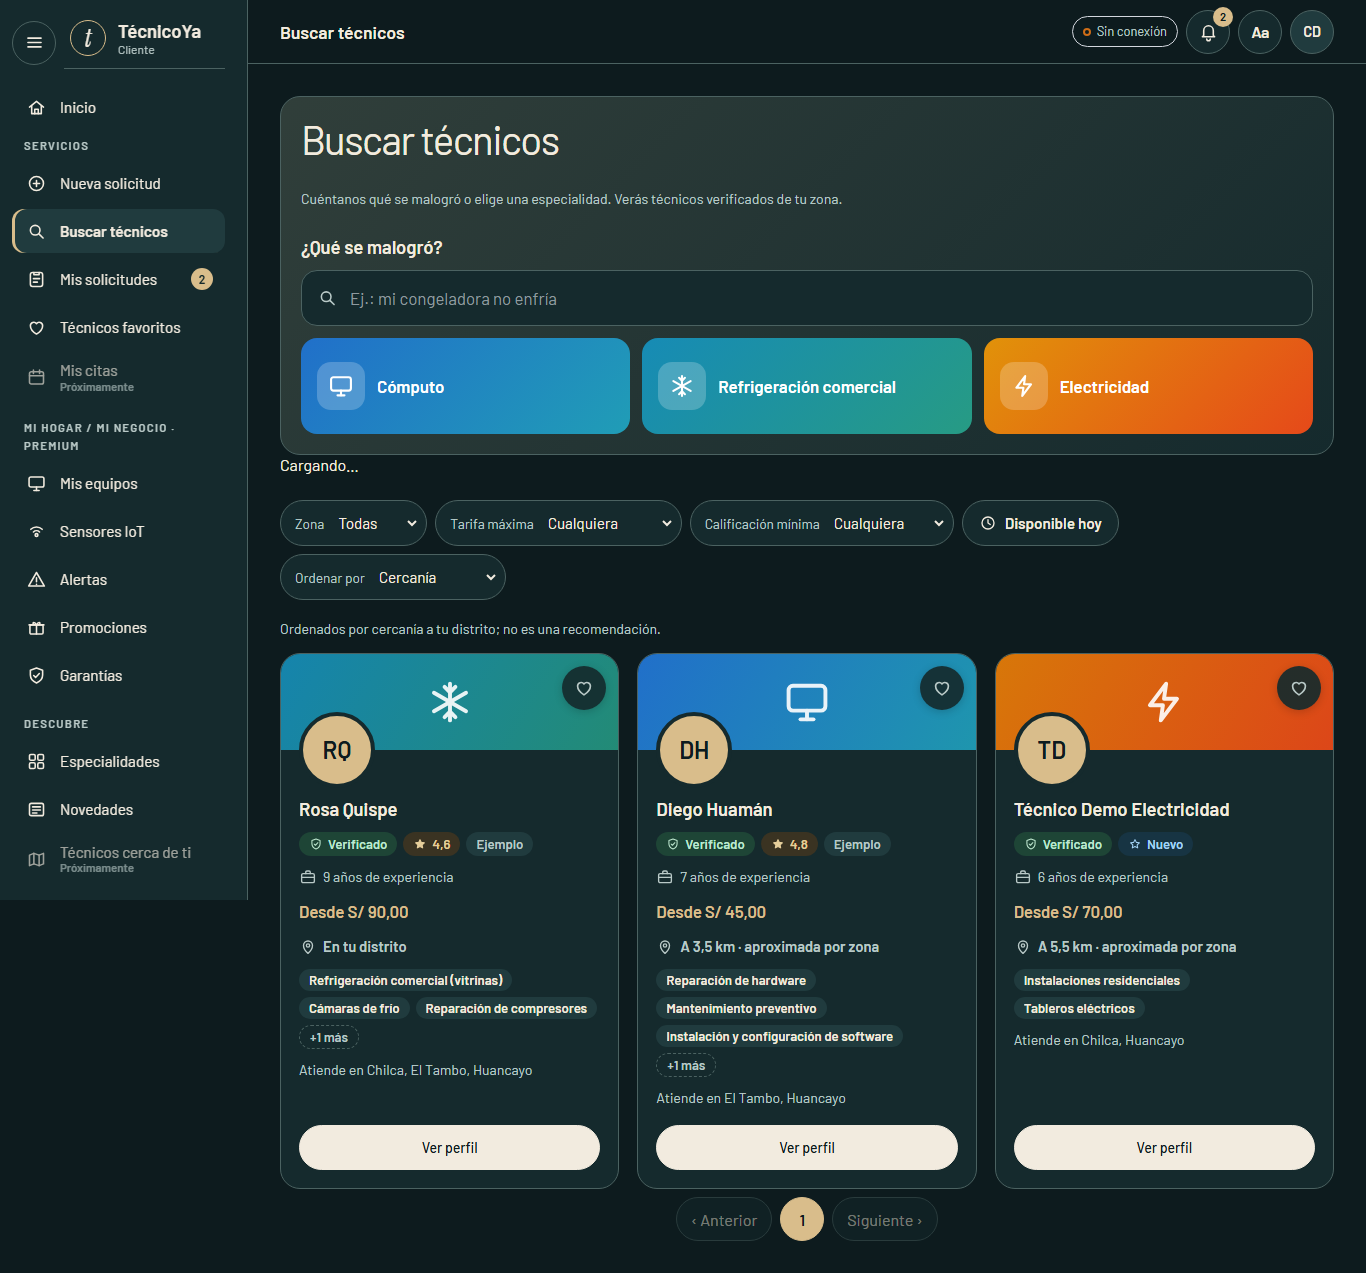 TécnicoYa
Cliente
Inicio
SERVICIOS
Nueva solicitud
Buscar técnicos
Mis solicitudes
2
Técnicos favoritos
Mis citas
Próximamente
MI HOGAR / MI NEGOCIO ·
PREMIUM
Mis equipos
Sensores IoT
Alertas
Promociones
Garantías
DESCUBRE
Especialidades
Novedades
Técnicos cerca de ti
Próximamente
Buscar técnicos
Sin conexión
2
Aa
CD
Buscar técnicos
Cuéntanos qué se malogró o elige una especialidad. Verás técnicos verificados de tu zona.
¿Qué se malogró?
Ej.: mi congeladora no enfría
Cómputo
Refrigeración comercial
Electricidad
Cargando...
Zona Todas
Tarifa máxima Cualquiera
Calificación mínima Cualquiera
Disponible hoy
Ordenar por Cercanía
Ordenados por cercanía a tu distrito; no es una recomendación.
RQ
Rosa Quispe
Verificado
4,6
Ejemplo
9 años de experiencia
Desde S/ 90,00
En tu distrito
Refrigeración comercial (vitrinas)
Cámaras de frío
Reparación de compresores
+1 más
Atiende en Chilca, El Tambo, Huancayo
Ver perfil
DH
Diego Huamán
Verificado
4,8
Ejemplo
7 años de experiencia
Desde S/ 45,00
A 3,5 km · aproximada por zona
Reparación de hardware
Mantenimiento preventivo
Instalación y configuración de software
+1 más
Atiende en El Tambo, Huancayo
Ver perfil
TD
Técnico Demo Electricidad
Verificado
Nuevo
6 años de experiencia
Desde S/ 70,00
A 5,5 km · aproximada por zona
Instalaciones residenciales
Tableros eléctricos
Atiende en Chilca, Huancayo
Ver perfil
‹ Anterior
1
Siguiente ›